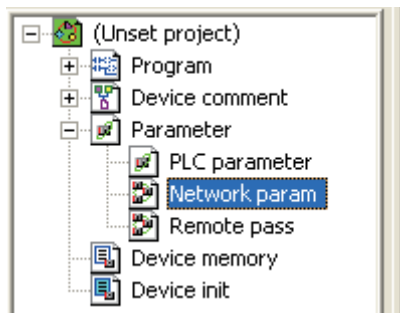 (Unset project)
Program
Device comment
Parameter
PLC parameter
Network param
Remote pass
Device memory
Device init